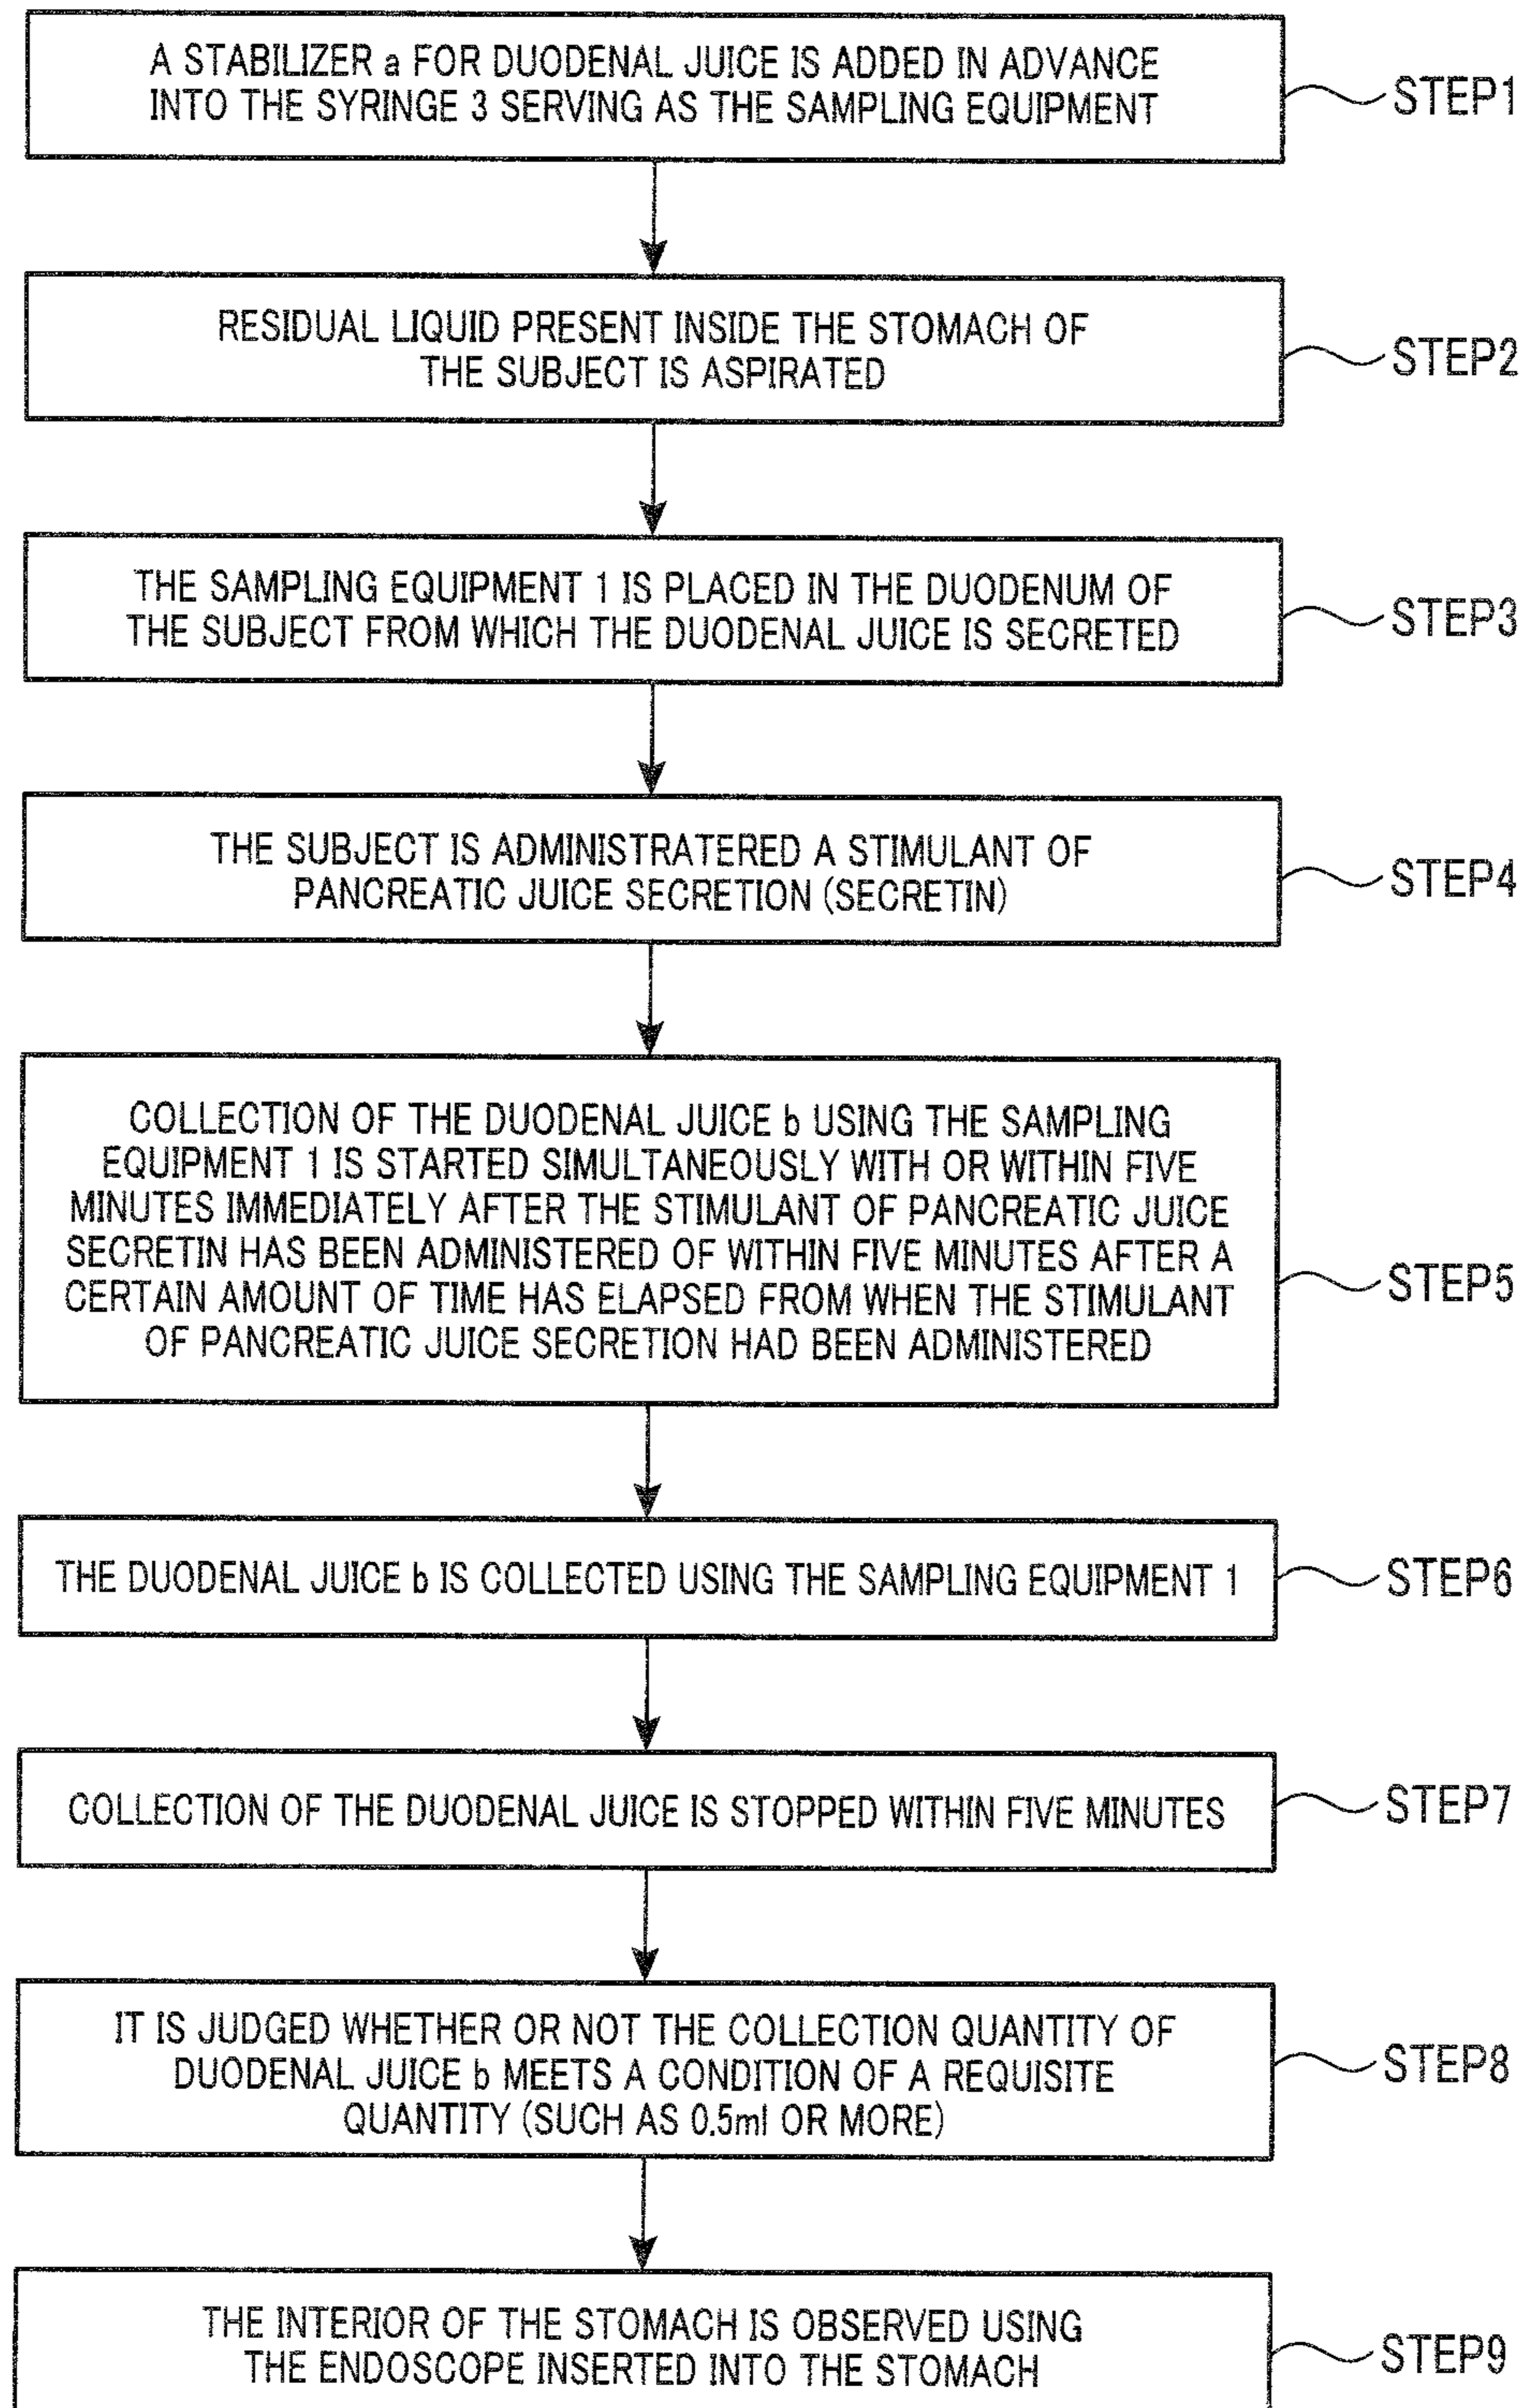 A STABILIZER a FOR DUODENAL JUICE IS ADDED IN ADVANCE
INTO THE SYRINGE 3 SERVING AS THE SAMPLING EQUIPMENT
STEP1
RESIDUAL LIQUID PRESENT INSIDE THE STOMACH OF
THE SUBJECT IS ASPIRATED
STEP2
THE SAMPLING EQUIPMENT 1 IS PLACED IN THE DUODENUM OF
THE SUBJECT FROM WHICH THE DUODENAL JUICE IS SECRETED
STEP3
THE SUBJECT IS ADMINISTRATERED A STIMULANT OF
PANCREATIC JUICE SECRETION (SECRETIN)
STEP4
COLLECTION OF THE DUODENAL JUICE b USING THE SAMPLING
EQUIPMENT 1 IS STARTED SIMULTANEOUSLY WITH OR WITHIN FIVE
MINUTES IMMEDIATELY AFTER THE STIMULANT OF PANCREATIC JUICE
SECRETIN HAS BEEN ADMINISTERED OF WITHIN FIVE MINUTES AFTER A
CERTAIN AMOUNT OF TIME HAS ELAPSED FROM WHEN THE STIMULANT
OF PANCREATIC JUICE SECRETION HAD BEEN ADMINISTERED
STEP5
THE DUODENAL JUICE b IS COLLECTED USING THE SAMPLING EQUIPMENT 1
STEP6
COLLECTION OF THE DUODENAL JUICE IS STOPPED WITHIN FIVE MINUTES
STEP7
IT IS JUDGED WHETHER OR NOT THE COLLECTION QUANTITY OF
DUODENAL JUICE b MEETS A CONDITION OF A REQUISITE
QUANTITY (SUCH AS 0.5ml OR MORE)
STEP8
THE INTERIOR OF THE STOMACH IS OBSERVED USING
THE ENDOSCOPE INSERTED INTO THE STOMACH
STEP9